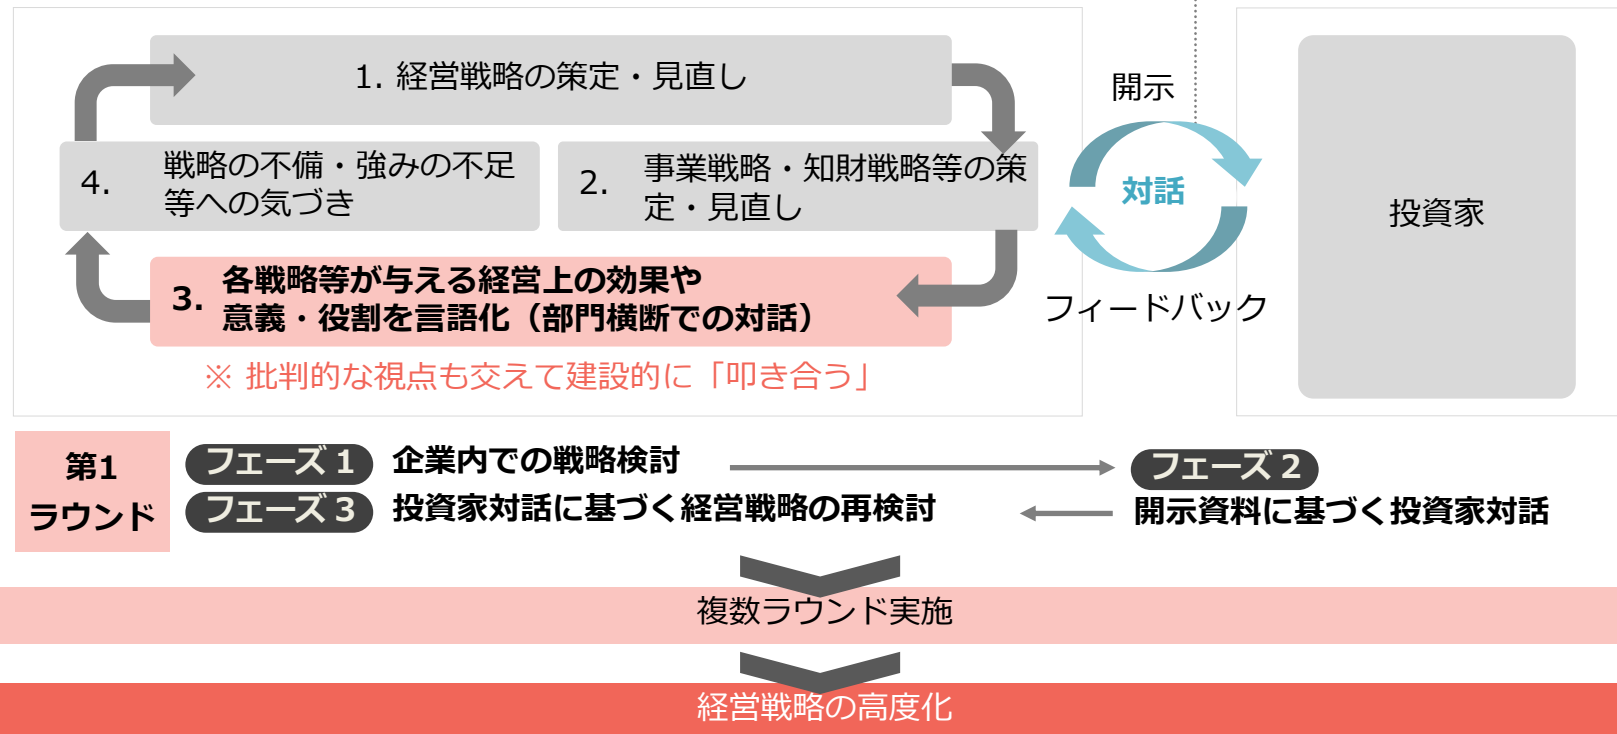 1. 経営戦略の策定・見直し
4.
戦略の不備・強みの不足
等への気づき
2.
事業戦略・知財戦略等の策
定・見直し
3.
各戦略等が与える経営上の効果や
意義・役割を言語化（部門横断での対話）
※ 批判的な視点も交えて建設的に「叩き合う」
開示
対話
フィードバック
投資家
第1
ラウンド
フェーズ 1 企業内での戦略検討
フェーズ 3 投資家対話に基づく経営戦略の再検討
フェーズ 2
開示資料に基づく投資家対話
複数ラウンド実施
経営戦略の高度化